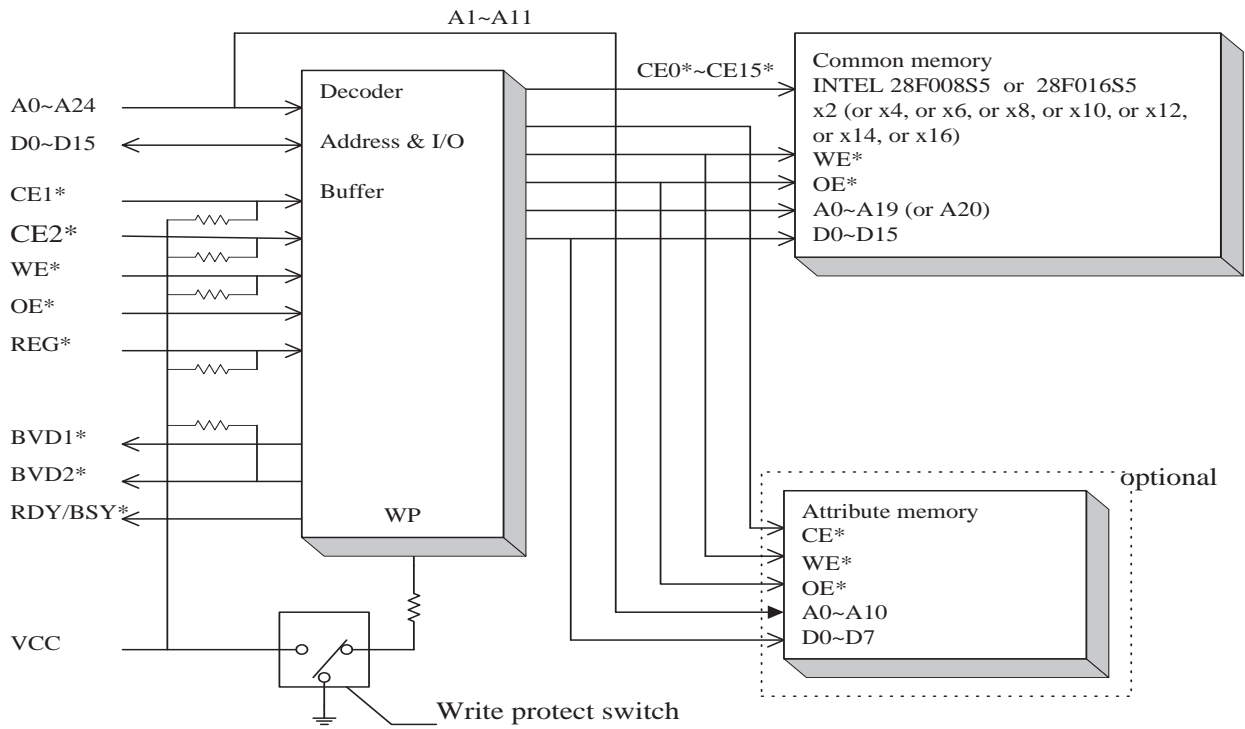 A1~A11
A0~A24
D0~D15
CE1*
CE2*
WE*
OE*
REG*
BVD1*
BVD2*
RDY/BSY*
VCC
Decoder
Address & I/O
Buffer
WP
Write protect switch
CE0*~CE15*
Common memory
INTEL 28F008S5 or 28F016S5
x2 (or x4, or x6, or x8, or x10, or x12,
or x14, or x16)
WE*
OE*
A0~A19 (or A20)
D0~D15
optional
Attribute memory
CE*
WE*
OE*
A0~A10
D0~D7